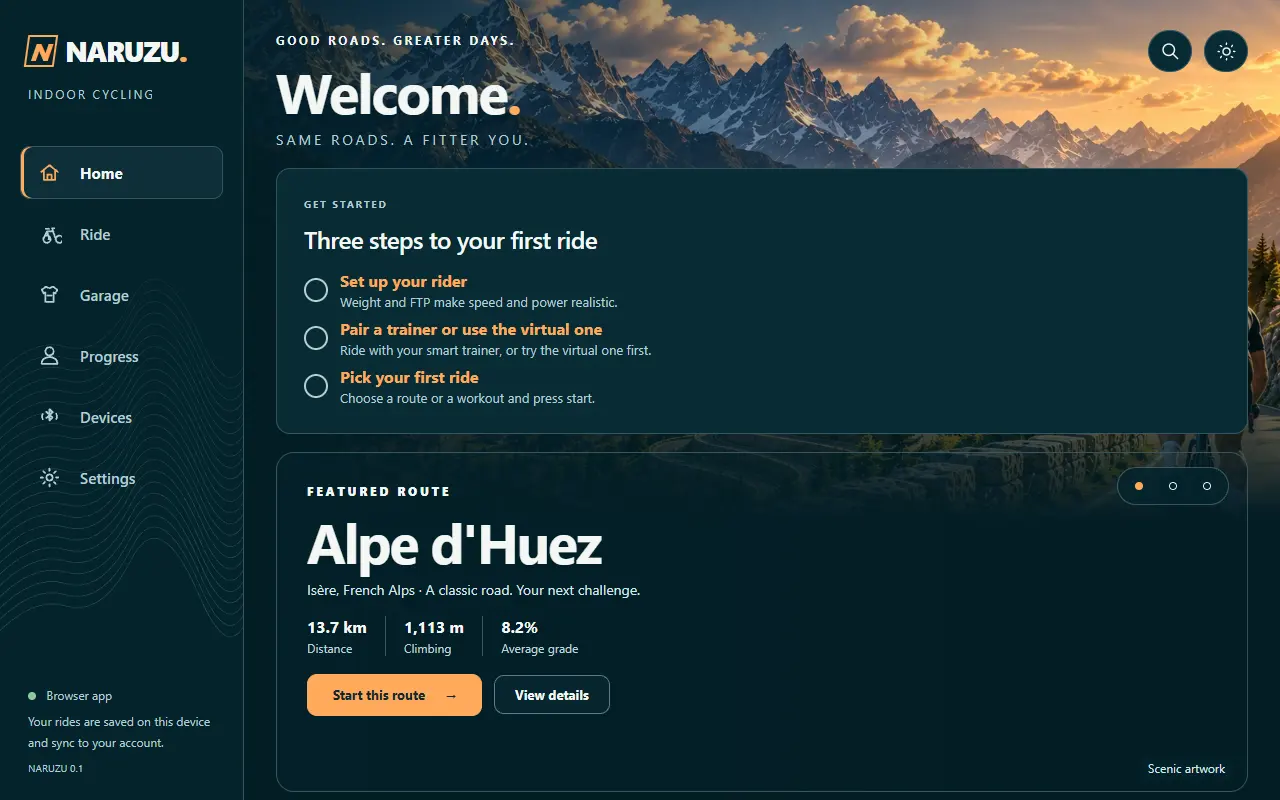 N NARUZU.
INDOOR CYCLING
Home
Ride
Garage
Progress
Devices
Settings
Browser app
Your rides are saved on this device
and sync to your account.
NARUZU 0.1
GOOD ROADS. GREATER DAYS.
Welcome.
SAME ROADS. A FITTER YOU.
GET STARTED
Three steps to your first ride
Set up your rider
Weight and FTP make speed and power realistic.
Pair a trainer or use the virtual one
Ride with your smart trainer, or try the virtual one first.
Pick your first ride
Choose a route or a workout and press start.
FEATURED ROUTE
Alpe d'Huez
Isère, French Alps · A classic road. Your next challenge.
13.7 km 1,113 m 8.2%
Distance Climbing Average grade
Start this route → View details
Scenic artwork